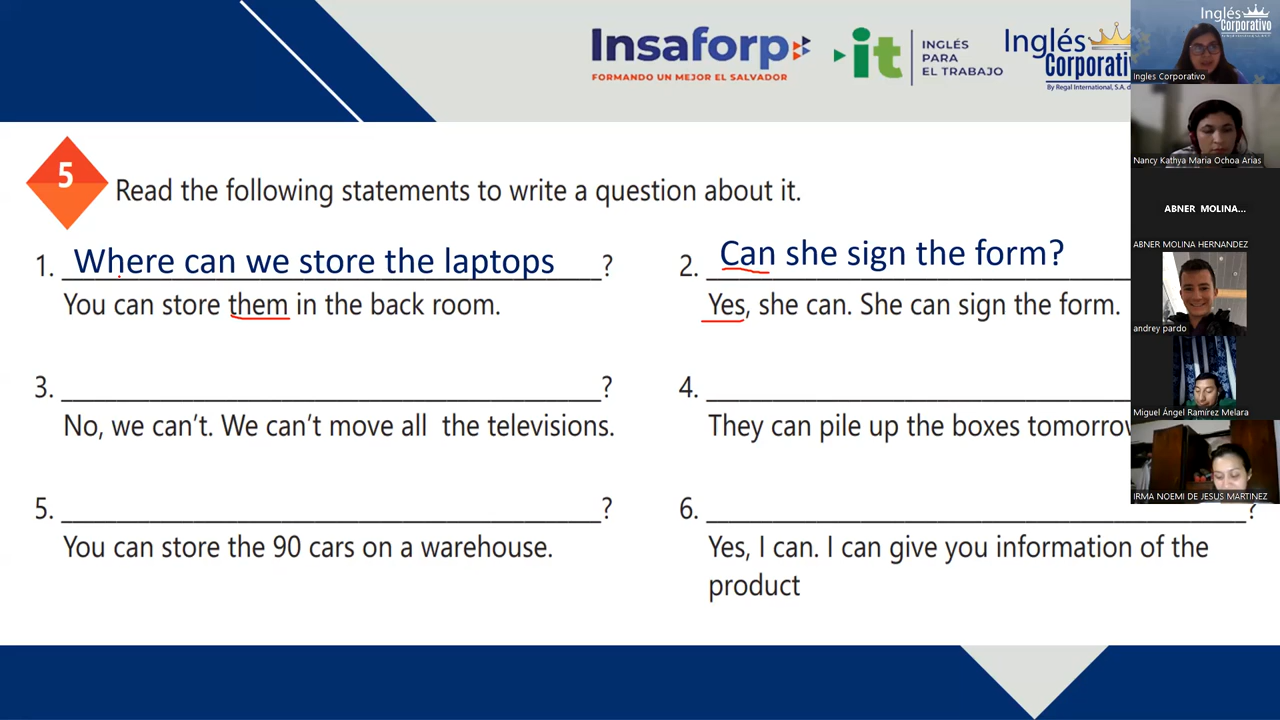 Insaforp
FORMANDO UN MEJOR EL SALVADOR
it
INGLÉS
PARA
EL TRABAJO
Inglés
Corporativ
By Regal International, S.A. d
Inglés
Corporativo
Ingles Corporativo
Nancy Kathya Maria Ochoa Arias
ABNER MOLINA...
ABNER MOLINA HERNANDEZ
andrey pardo
Miguel Ángel Ramírez Melara
IRMA NOEMI DE JESUS MARTINEZ
5
Read the following statements to write a question about it.
1. Where can we store the laptops ?
You can store them in the back room.
2. Can she sign the form?
Yes, she can. She can sign the form.
3. ?
No, we can't. We can't move all the televisions.
4.
They can pile up the boxes tomorrow
5. ?
You can store the 90 cars on a warehouse.
6. ?
Yes, I can. I can give you information of the
product